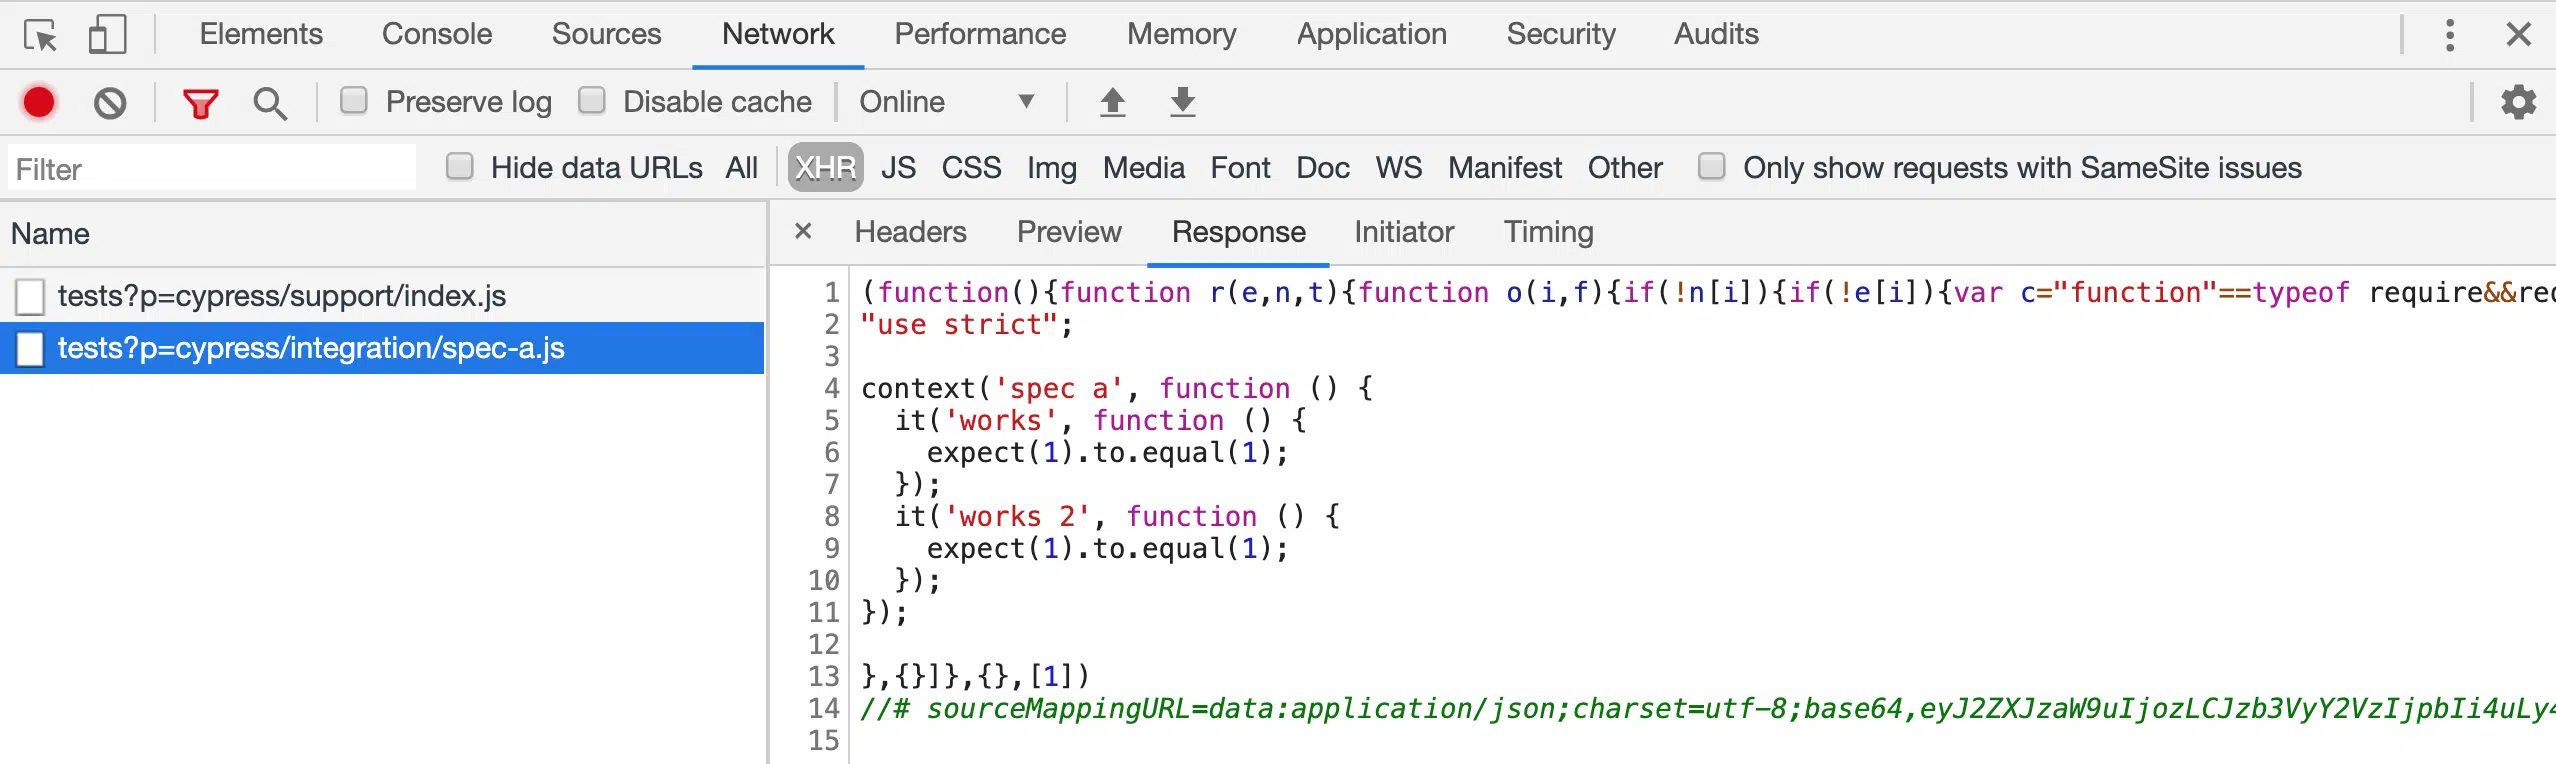 Elements Console Sources Network Performance Memory Application Security Audits
Preserve log Disable cache Online
Filter Hide data URLs All XHR JS CSS Img Media Font Doc WS Manifest Other Only show requests with SameSite issues
Name
tests?p=cypress/support/index.js
tests?p=cypress/integration/spec-a.js
Headers Preview Response Initiator Timing
1 (function(){function r(e,n,t){function o(i,f){if(!n[i]){if(!e[i]){var c="function"==typeof require&&req
2 "use strict";
3
4 context('spec a', function () {
5   it('works', function () {
6     expect(1).to.equal(1);
7   });
8   it('works 2', function () {
9     expect(1).to.equal(1);
10   });
11 });
12
13 },{}]},{},[1])
14 //# sourceMappingURL=data:application/json;charset=utf-8;base64,eyJ2ZXJzaW9uIjozLCJzb3VyY2VzIjpbIi4uLy4
15